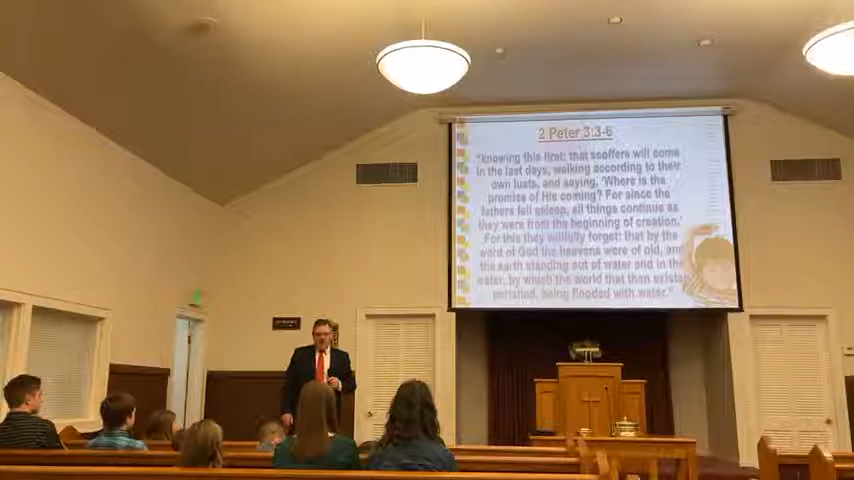 2 Peter 3:3-6
"knowing this first: that scoffers will come
in the last days, walking according to their
own lusts, and saying, 'Where is the
promise of His coming? For since the
fathers fell asleep, all things continue as
they were from the beginning of creation.'
For this they willfully forget: that by the
word of God the heavens were of old, and
the earth standing out of water and in the
water, by which the world that then existed
perished, being flooded with water."